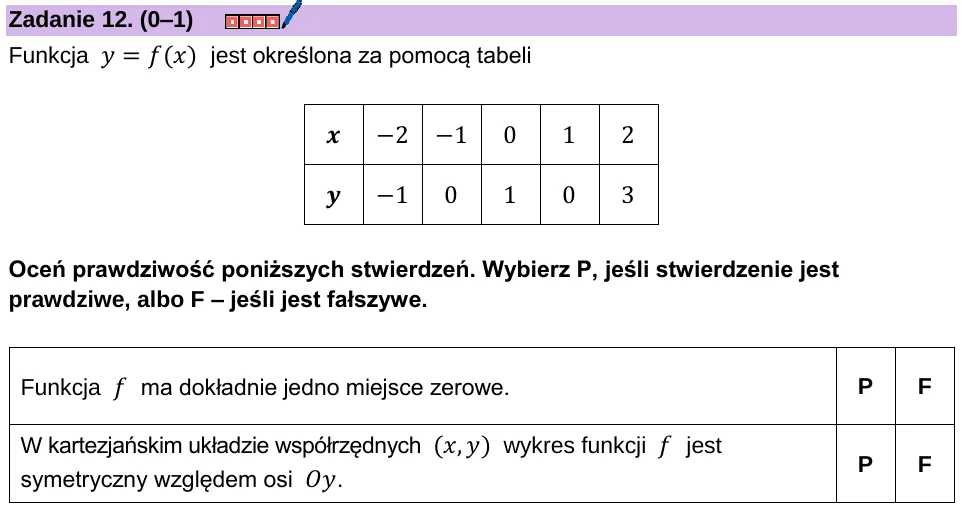 Zadanie 12. (0–1)
Funkcja y = f(x) jest określona za pomocą tabeli
x −2 −1 0 1 2
y −1 0 1 0 3
Oceń prawdziwość poniższych stwierdzeń. Wybierz P, jeśli stwierdzenie jest
prawdziwe, albo F – jeśli jest fałszywe.
Funkcja f ma dokładnie jedno miejsce zerowe. P F
W kartezjańskim układzie współrzędnych (x, y) wykres funkcji f jest
symetryczny względem osi Oy. P F